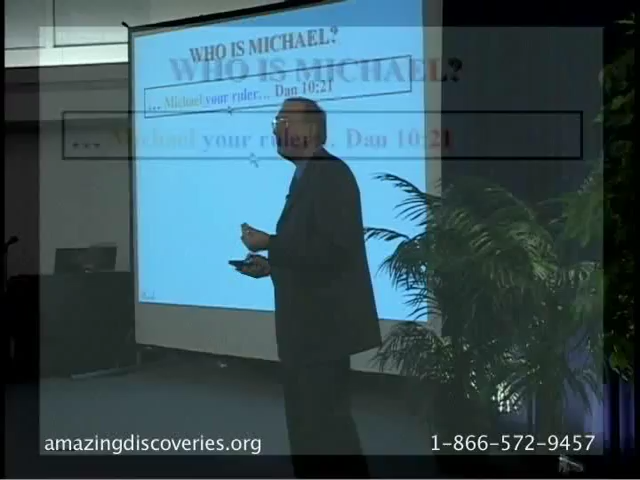 WHO IS MICHAEL?
... Michael your ruler... Dan 10:21
WHO IS MICHAEL?
... Michael your ruler... Dan 10:21
amazingdiscoveries.org
1-866-572-9457